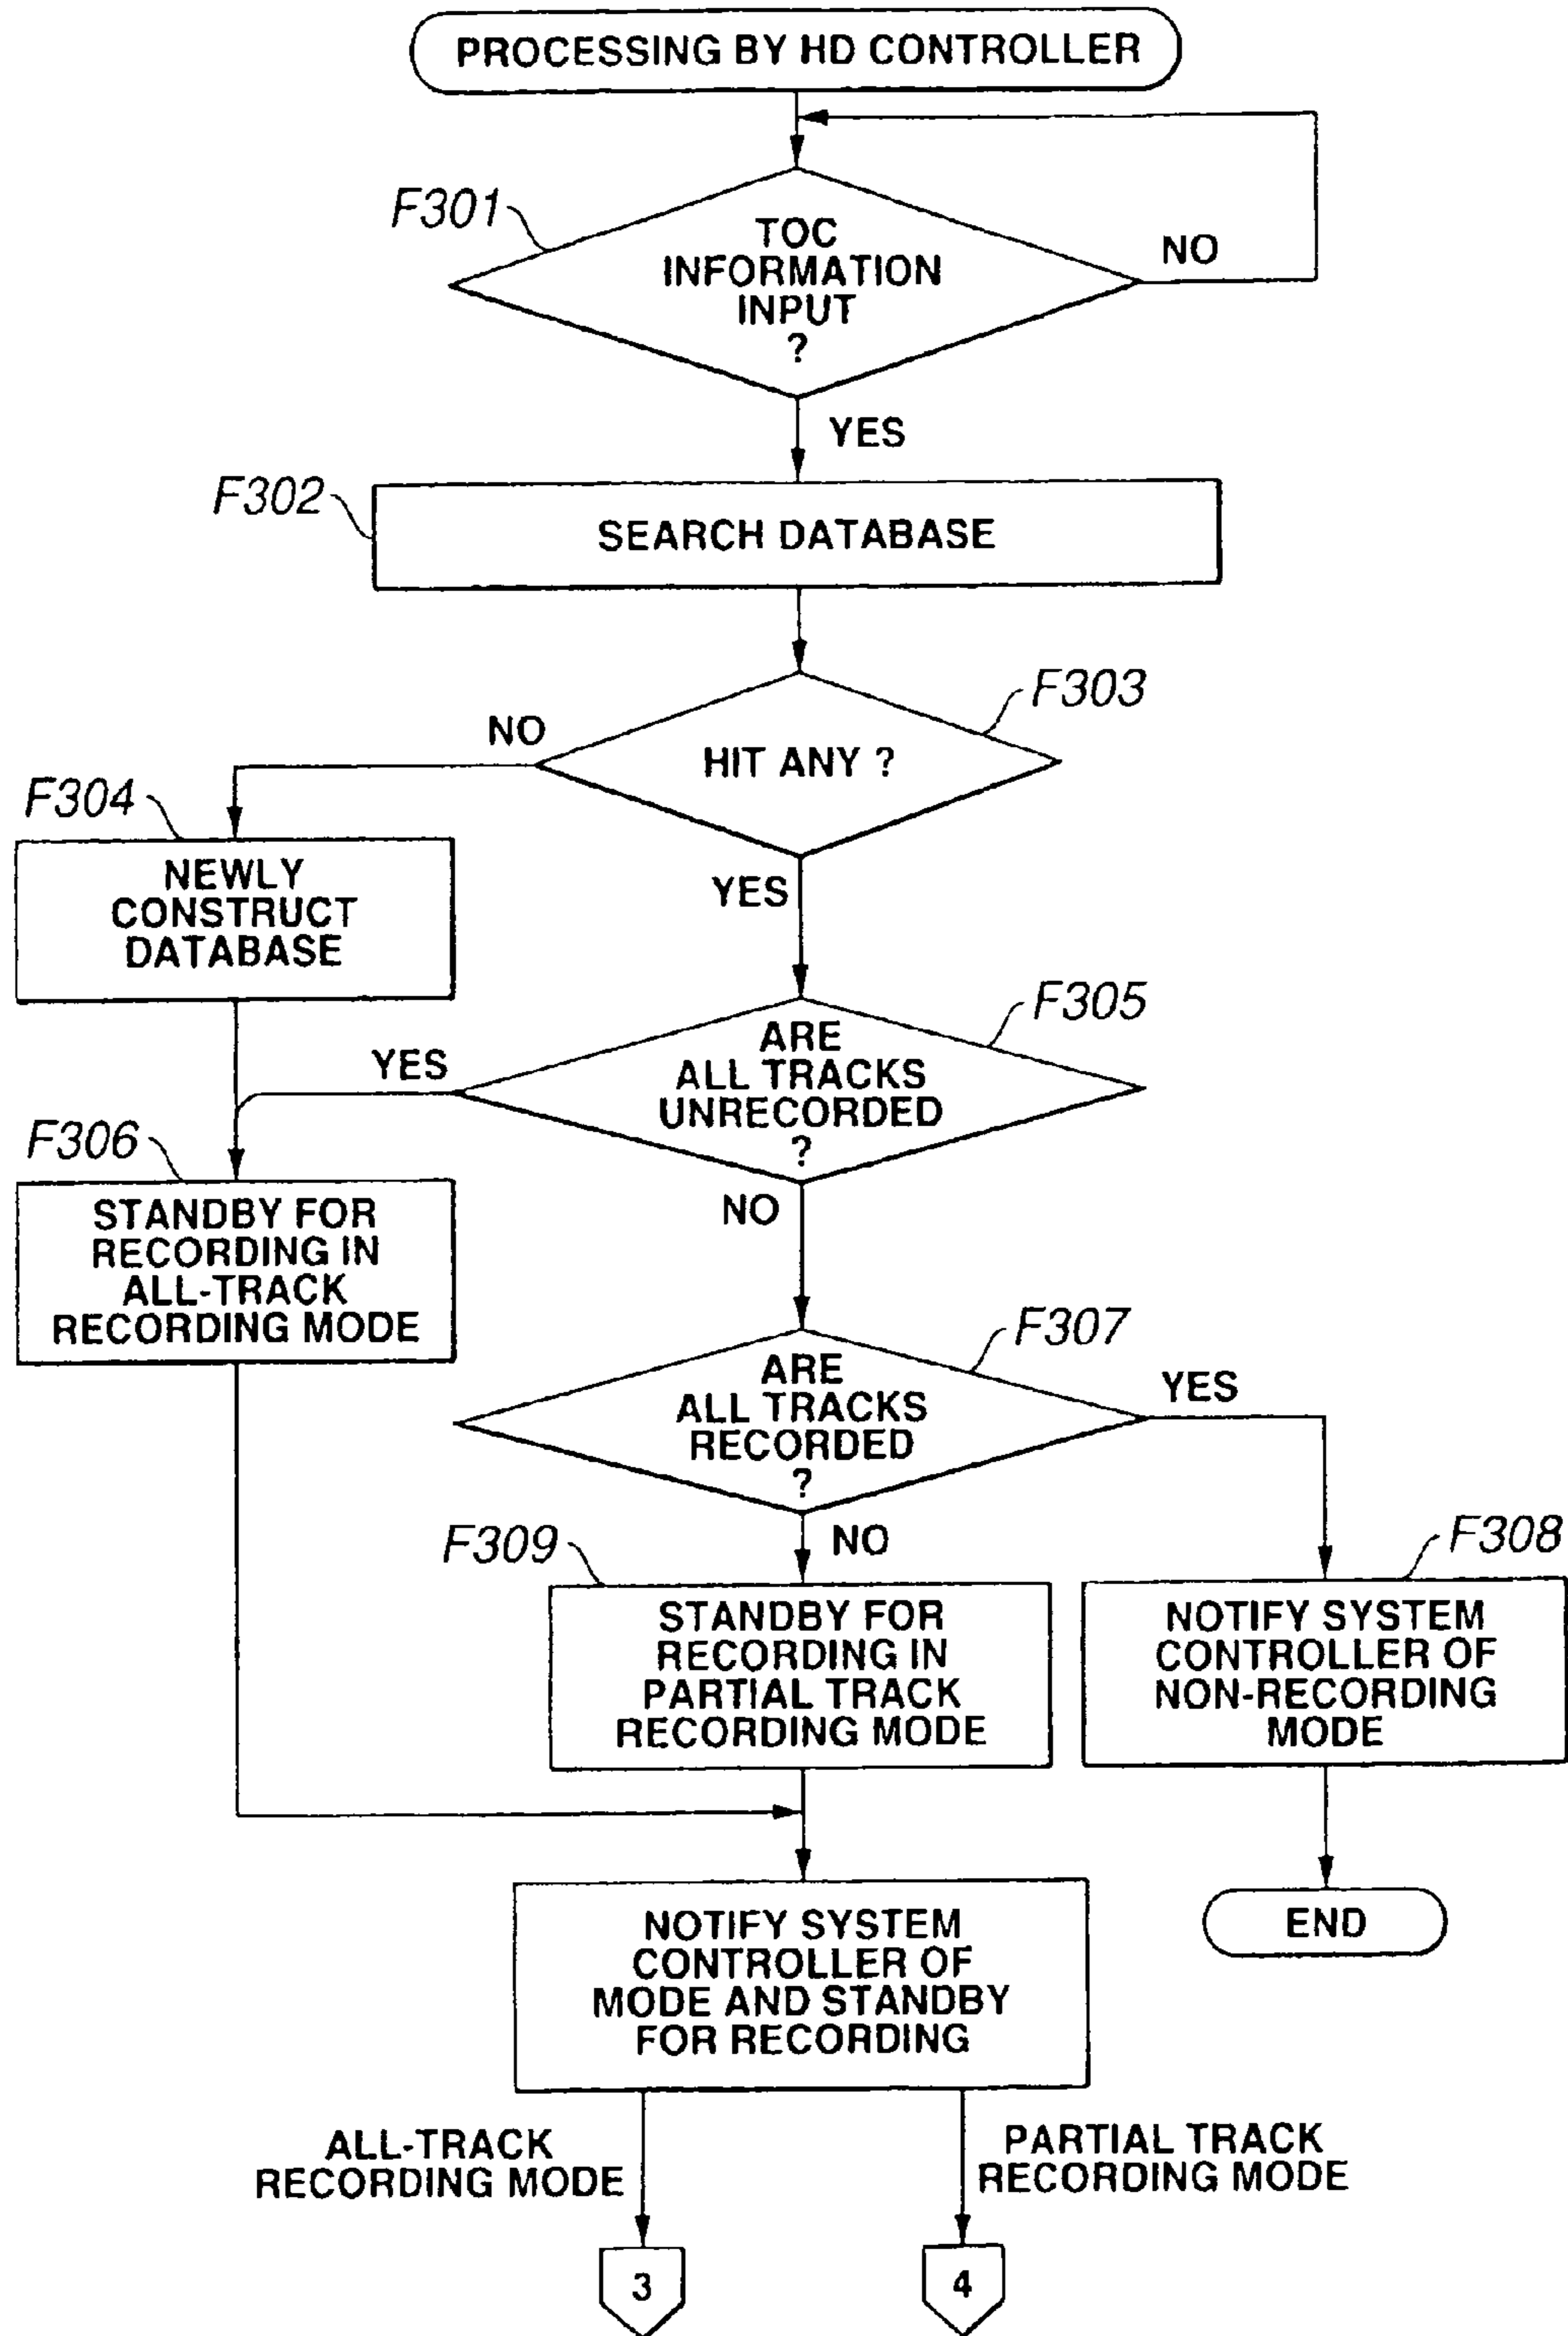 PROCESSING BY HD CONTROLLER
F301
TOC
INFORMATION
INPUT
?
NO
YES
F302
SEARCH DATABASE
F303
HIT ANY ?
NO
YES
F304
NEWLY
CONSTRUCT
DATABASE
F305
ARE
ALL TRACKS
UNRECORDED
?
YES
NO
F306
STANDBY FOR
RECORDING IN
ALL-TRACK
RECORDING MODE
F307
ARE
ALL TRACKS
RECORDED
?
YES
NO
F309
STANDBY FOR
RECORDING IN
PARTIAL TRACK
RECORDING MODE
F308
NOTIFY SYSTEM
CONTROLLER OF
NON-RECORDING
MODE
END
NOTIFY SYSTEM
CONTROLLER OF
MODE AND STANDBY
FOR RECORDING
ALL-TRACK
RECORDING MODE
PARTIAL TRACK
RECORDING MODE
3
4